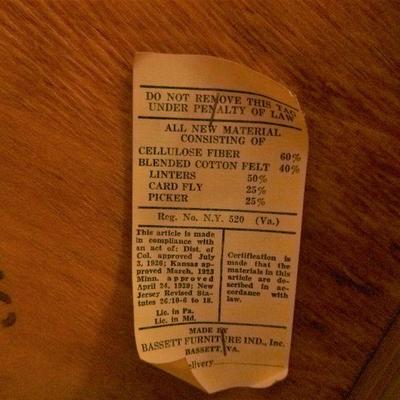 DO NOT REMOVE THIS TAG
UNDER PENALTY OF LAW
ALL NEW MATERIAL
CONSISTING OF
CELLULOSE FIBER 60%
BLENDED COTTON FELT 40%
LINTERS 50%
CARD FLY 25%
PICKER 25%
Reg. No. N.Y. 520 (Va.)
This article is made
in compliance with
an act of: Dist. of
Col. approved July
3, 1926; Kansas ap-
proved March, 1923
Minn. approved
April 24, 1929; New
Jersey Revised Sta-
tutes 26:10-6 to 18.
Lic. in Pa.
Lic. in Md.
Certification is
made that the
materials in this
article are de-
scribed in ac-
cordance with
law.
MADE BY
BASSETT FURNITURE IND., Inc.
BASSETT, VA.
elivery